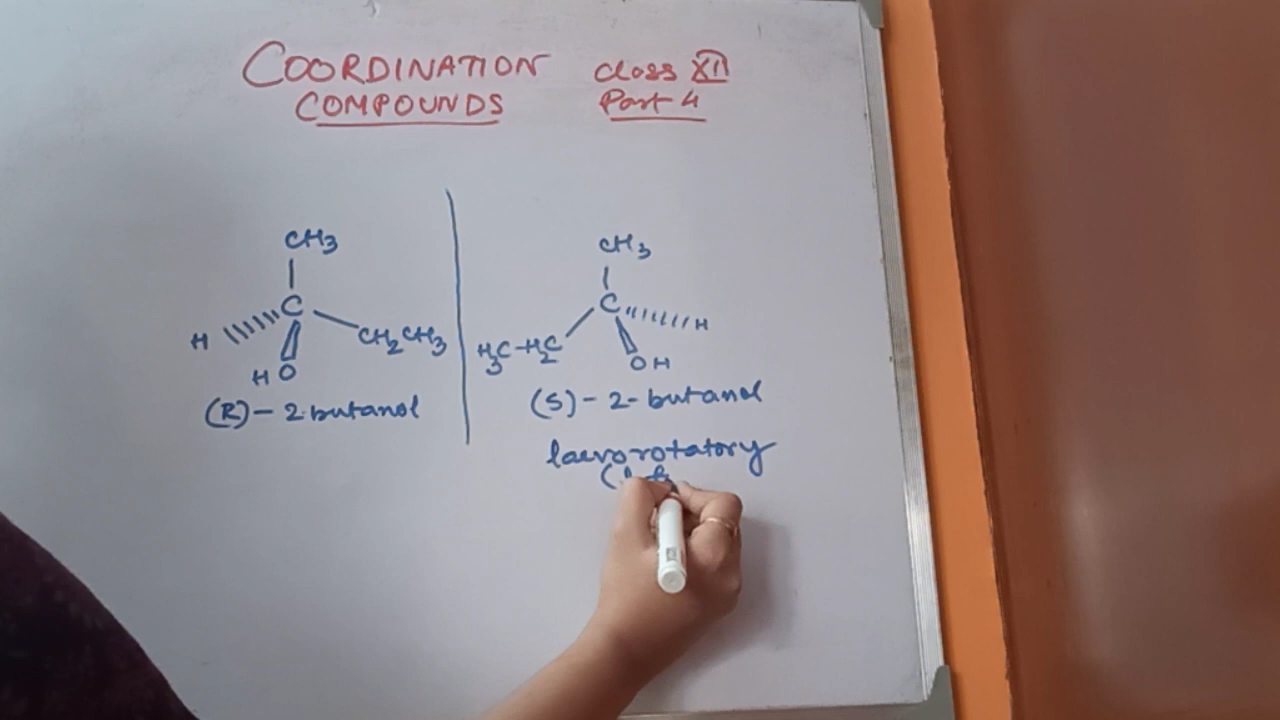 COORDINATION Class XII
COMPOUNDS Part 4
CH3
C
H
CH2CH3
HO
(R)- 2-butanol
CH3
C
H
H3C-H2C
OH
(S)- 2- butanol
laevorotatory